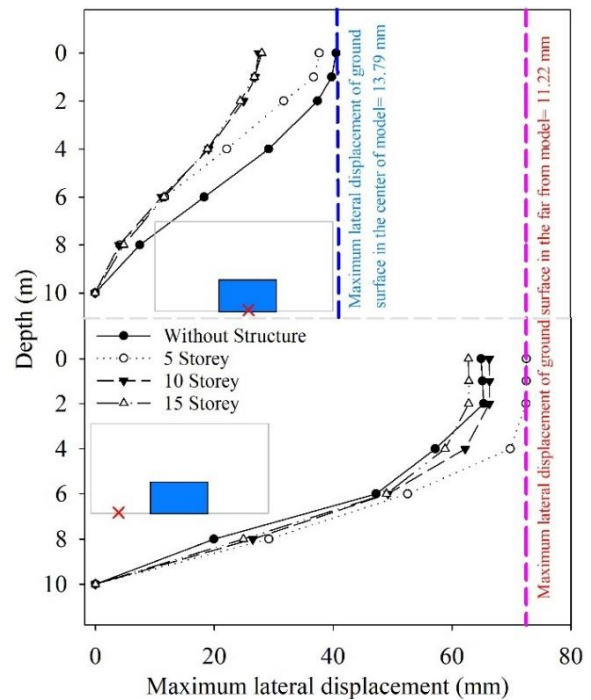 0
2
4
6
8
10
Depth (m)
Maximum lateral displacement of ground
surface in the center of model= 13.79 mm
Maximum lateral displacement of ground surface in the far from model= 11.22 mm
Without Structure
5 Storey
10 Storey
15 Storey
0
2
4
6
8
10
0
20
40
60
80
Maximum lateral displacement (mm)